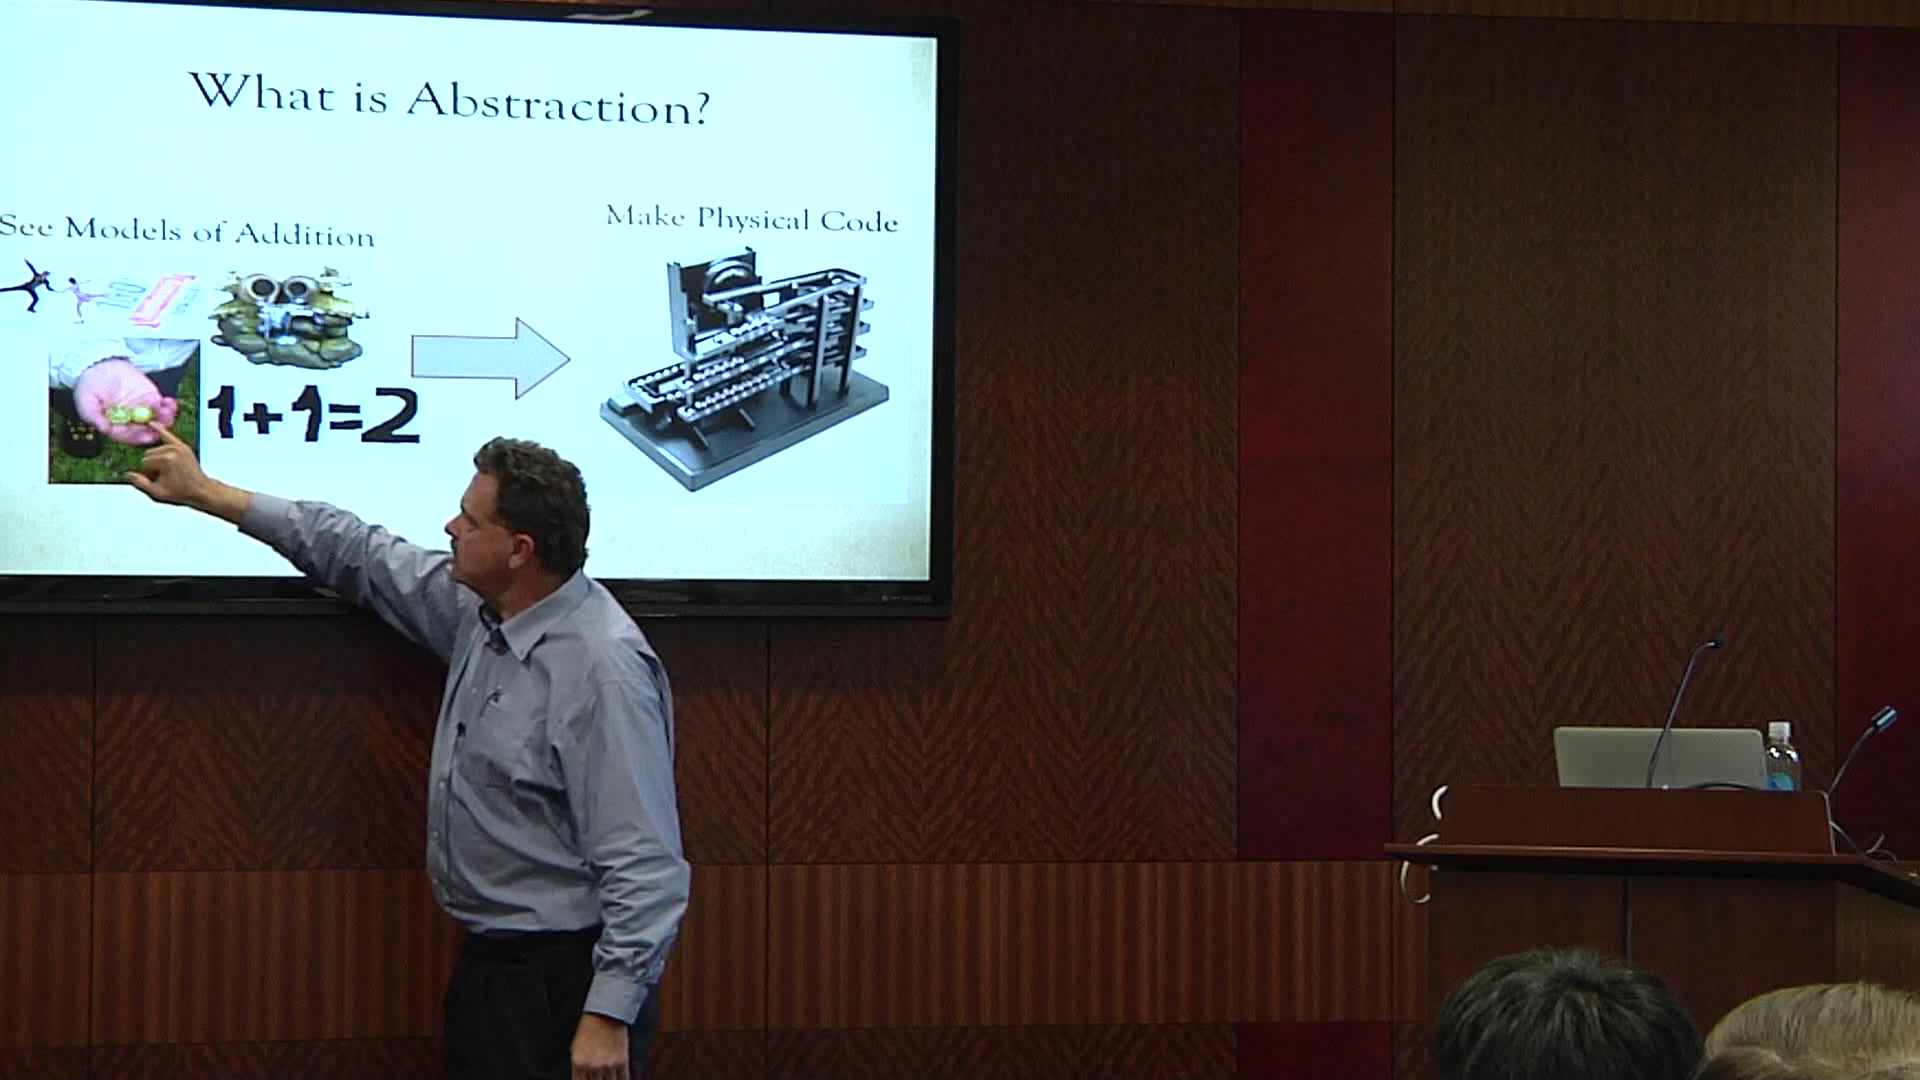 What is Abstraction?
See Models of Addition
Make Physical Code
1+1=2